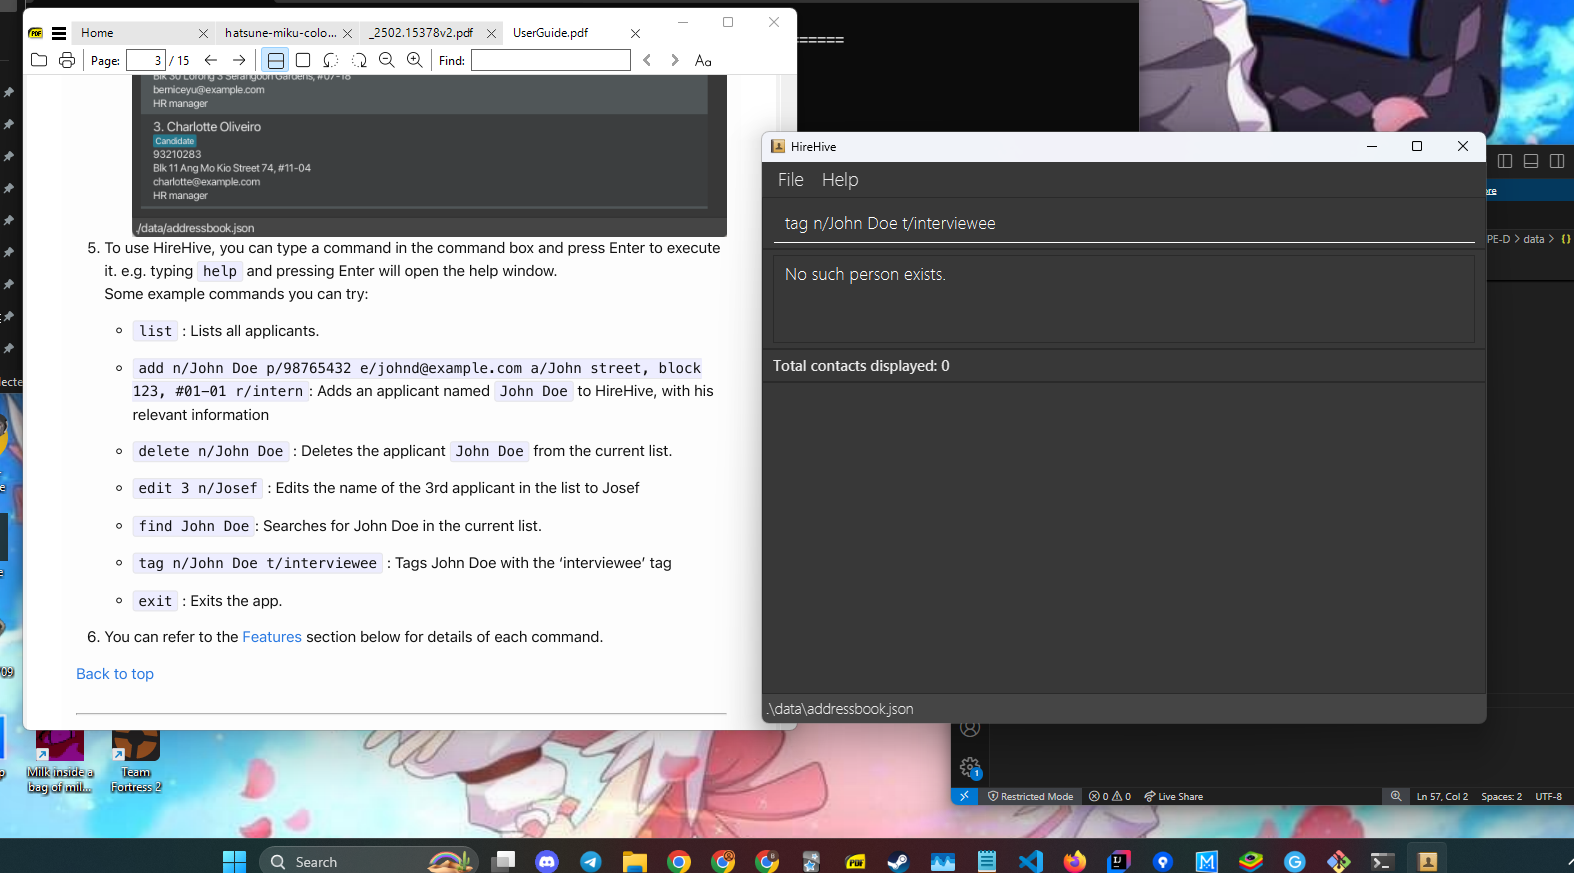 Home
hatsune-miku-colo...
_2502.15378v2.pdf
UserGuide.pdf
Page: 3 / 15
Find:
Blk 30 Lorong 3 Serangoon Gardens, #07-18
berniceyu@example.com
HR manager
3. Charlotte Oliveiro
Candidate
93210283
Blk 11 Ang Mo Kio Street 74, #11-04
charlotte@example.com
HR manager
./data/addressbook.json
5. To use HireHive, you can type a command in the command box and press Enter to execute
it. e.g. typing help and pressing Enter will open the help window.
Some example commands you can try:
list : Lists all applicants.
add n/John Doe p/98765432 e/johnd@example.com a/John street, block
123, #01-01 r/intern : Adds an applicant named John Doe to HireHive, with his
relevant information
delete n/John Doe : Deletes the applicant John Doe from the current list.
edit 3 n/Josef : Edits the name of the 3rd applicant in the list to Josef
find John Doe : Searches for John Doe in the current list.
tag n/John Doe t/interviewee : Tags John Doe with the ‘interviewee’ tag
exit : Exits the app.
6. You can refer to the Features section below for details of each command.
Back to top
======
HireHive
File Help
tag n/John Doe t/interviewee
No such person exists.
Total contacts displayed: 0
.\data\addressbook.json
PE-D > data > {}
Milk inside a
bag of mil...
Team
Fortress 2
09
1
Restricted Mode
0 0
Live Share
Ln 57, Col 2
Spaces: 2
UTF-8
Search